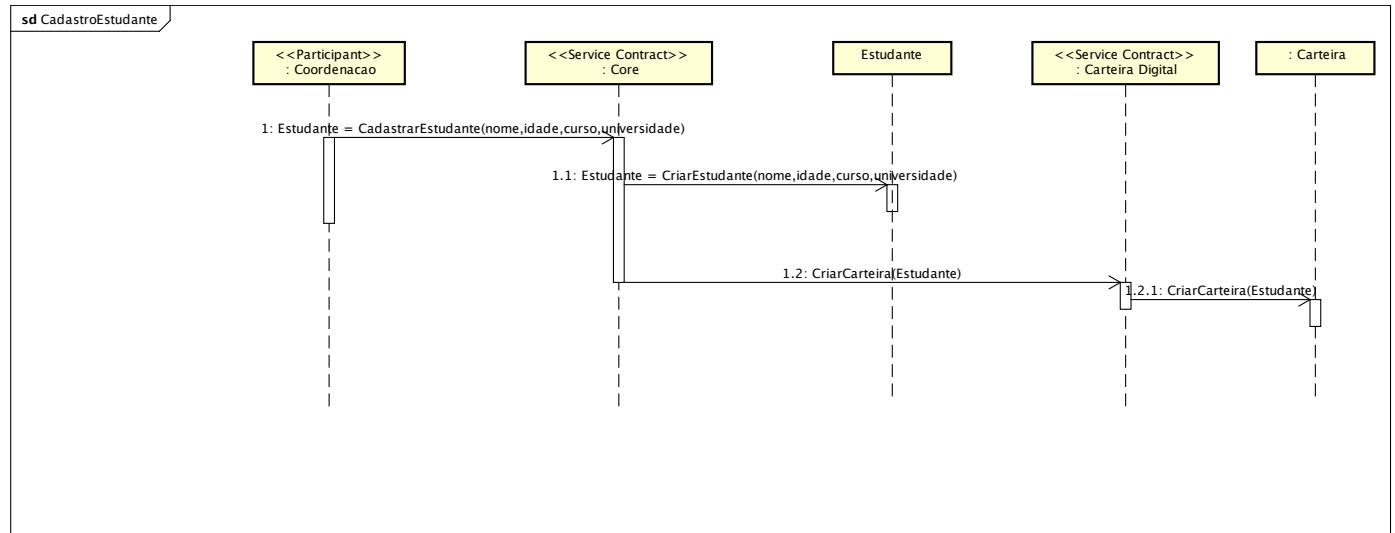 sd CadastroEstudante
<<Participant>>
: Coordenacao
<<Service Contract>>
: Core
Estudante
<<Service Contract>>
: Carteira Digital
: Carteira
1: Estudante = CadastrarEstudante(nome,idade,curso,universidade)
1.1: Estudante = CriarEstudante(nome,idade,curso,universidade)
1.2: CriarCarteira(Estudante)
1.2.1: CriarCarteira(Estudante)